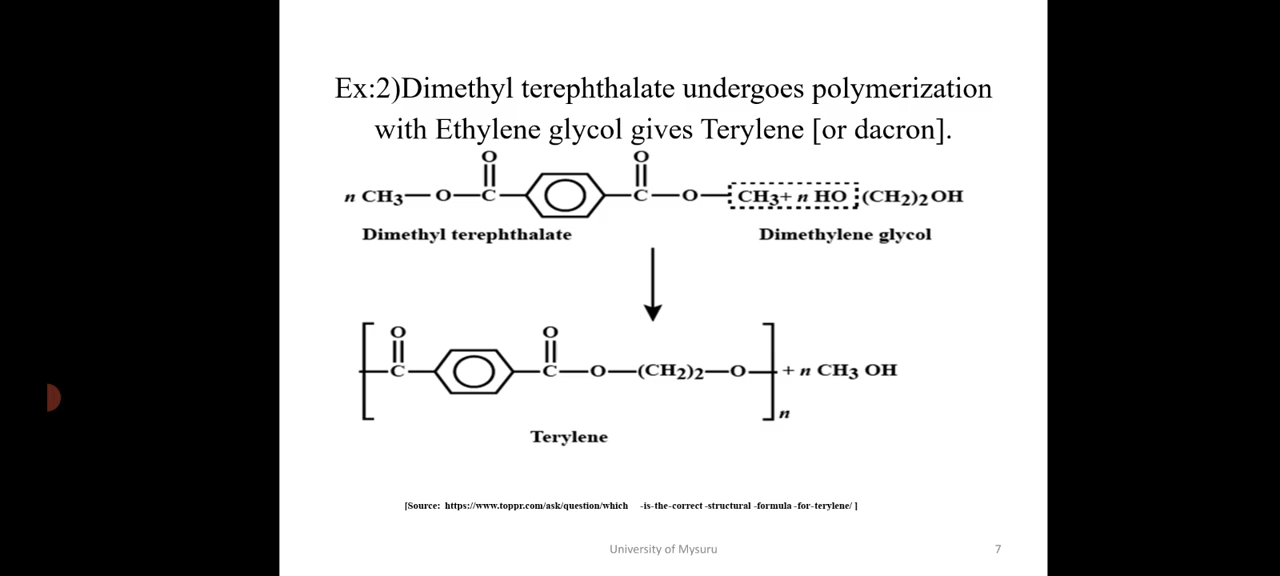 Ex:2)Dimethyl terephthalate undergoes polymerization
with Ethylene glycol gives Terylene [or dacron].
O O
n CH3—O—C— —C—O—CH3+ n HO (CH2)2 OH
Dimethyl terephthalate Dimethylene glycol
O O
—C— —C—O—(CH2)2—O— + n CH3 OH
n
Terylene
[Source: https://www.toppr.com/ask/question/which -is-the-correct -structural -formula -for-terylene/ ]
University of Mysuru 7